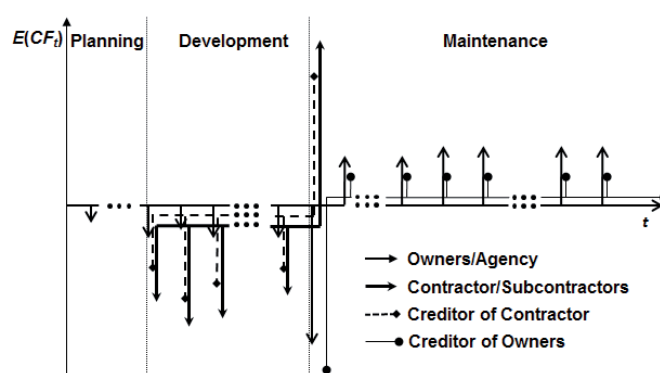 E(CFt) Planning Development Maintenance
t
Owners/Agency
Contractor/Subcontractors
Creditor of Contractor
Creditor of Owners